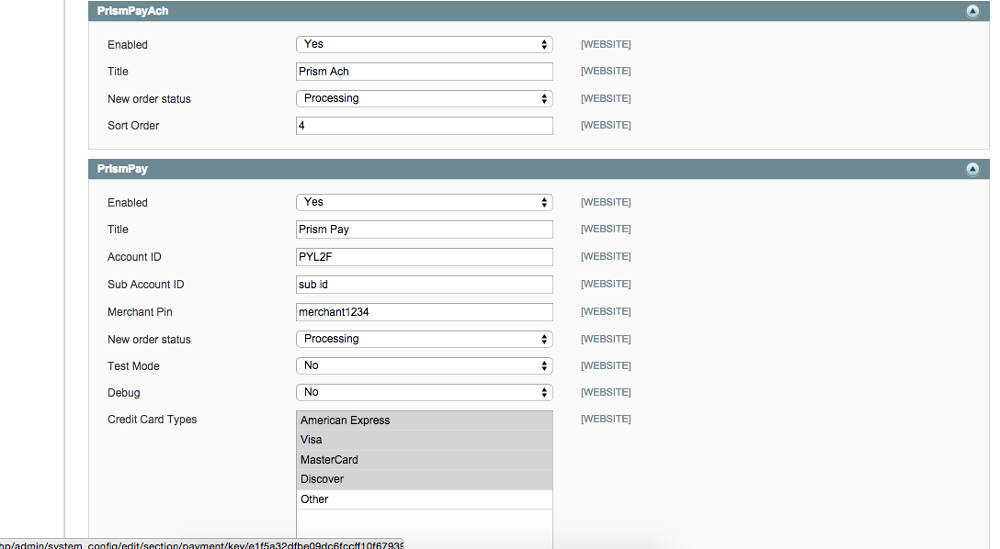 PrismPayAch
Enabled Yes [WEBSITE]
Title Prism Ach [WEBSITE]
New order status Processing [WEBSITE]
Sort Order 4 [WEBSITE]
PrismPay
Enabled Yes [WEBSITE]
Title Prism Pay [WEBSITE]
Account ID PYL2F [WEBSITE]
Sub Account ID sub id [WEBSITE]
Merchant Pin merchant1234 [WEBSITE]
New order status Processing [WEBSITE]
Test Mode No [WEBSITE]
Debug No [WEBSITE]
Credit Card Types American Express [WEBSITE]
Visa
MasterCard
Discover
Other
hp/admin/system_config/edit/section/payment/key/e1f5a32dfbe09dc6fccff10f67939